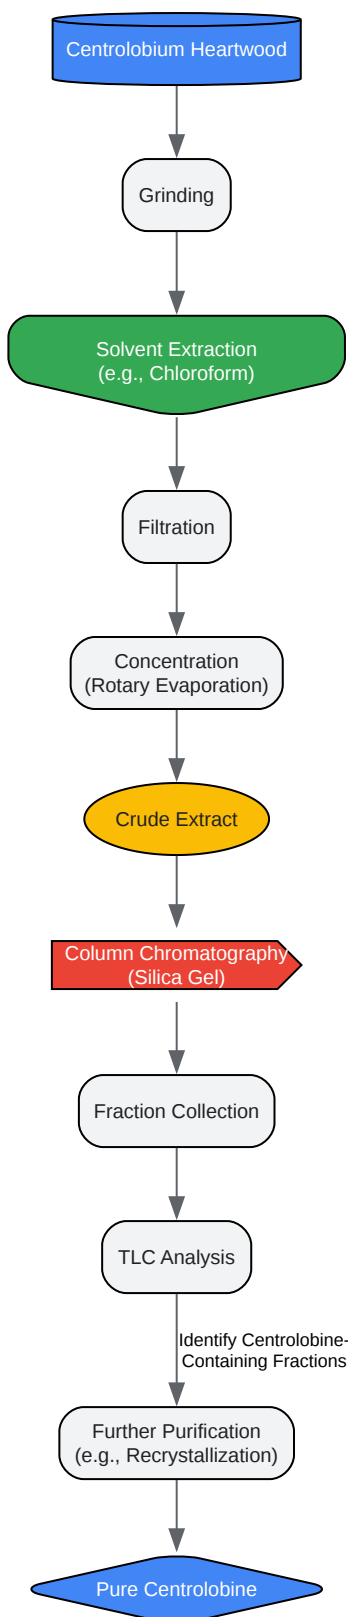 Centrolobium Heartwood
Grinding
Solvent Extraction
(e.g., Chloroform)
Filtration
Concentration
(Rotary Evaporation)
Crude Extract
Column Chromatography
(Silica Gel)
Fraction Collection
TLC Analysis
Identify Centrolobine-
Containing Fractions
Further Purification
(e.g., Recrystallization)
Pure Centrolobine